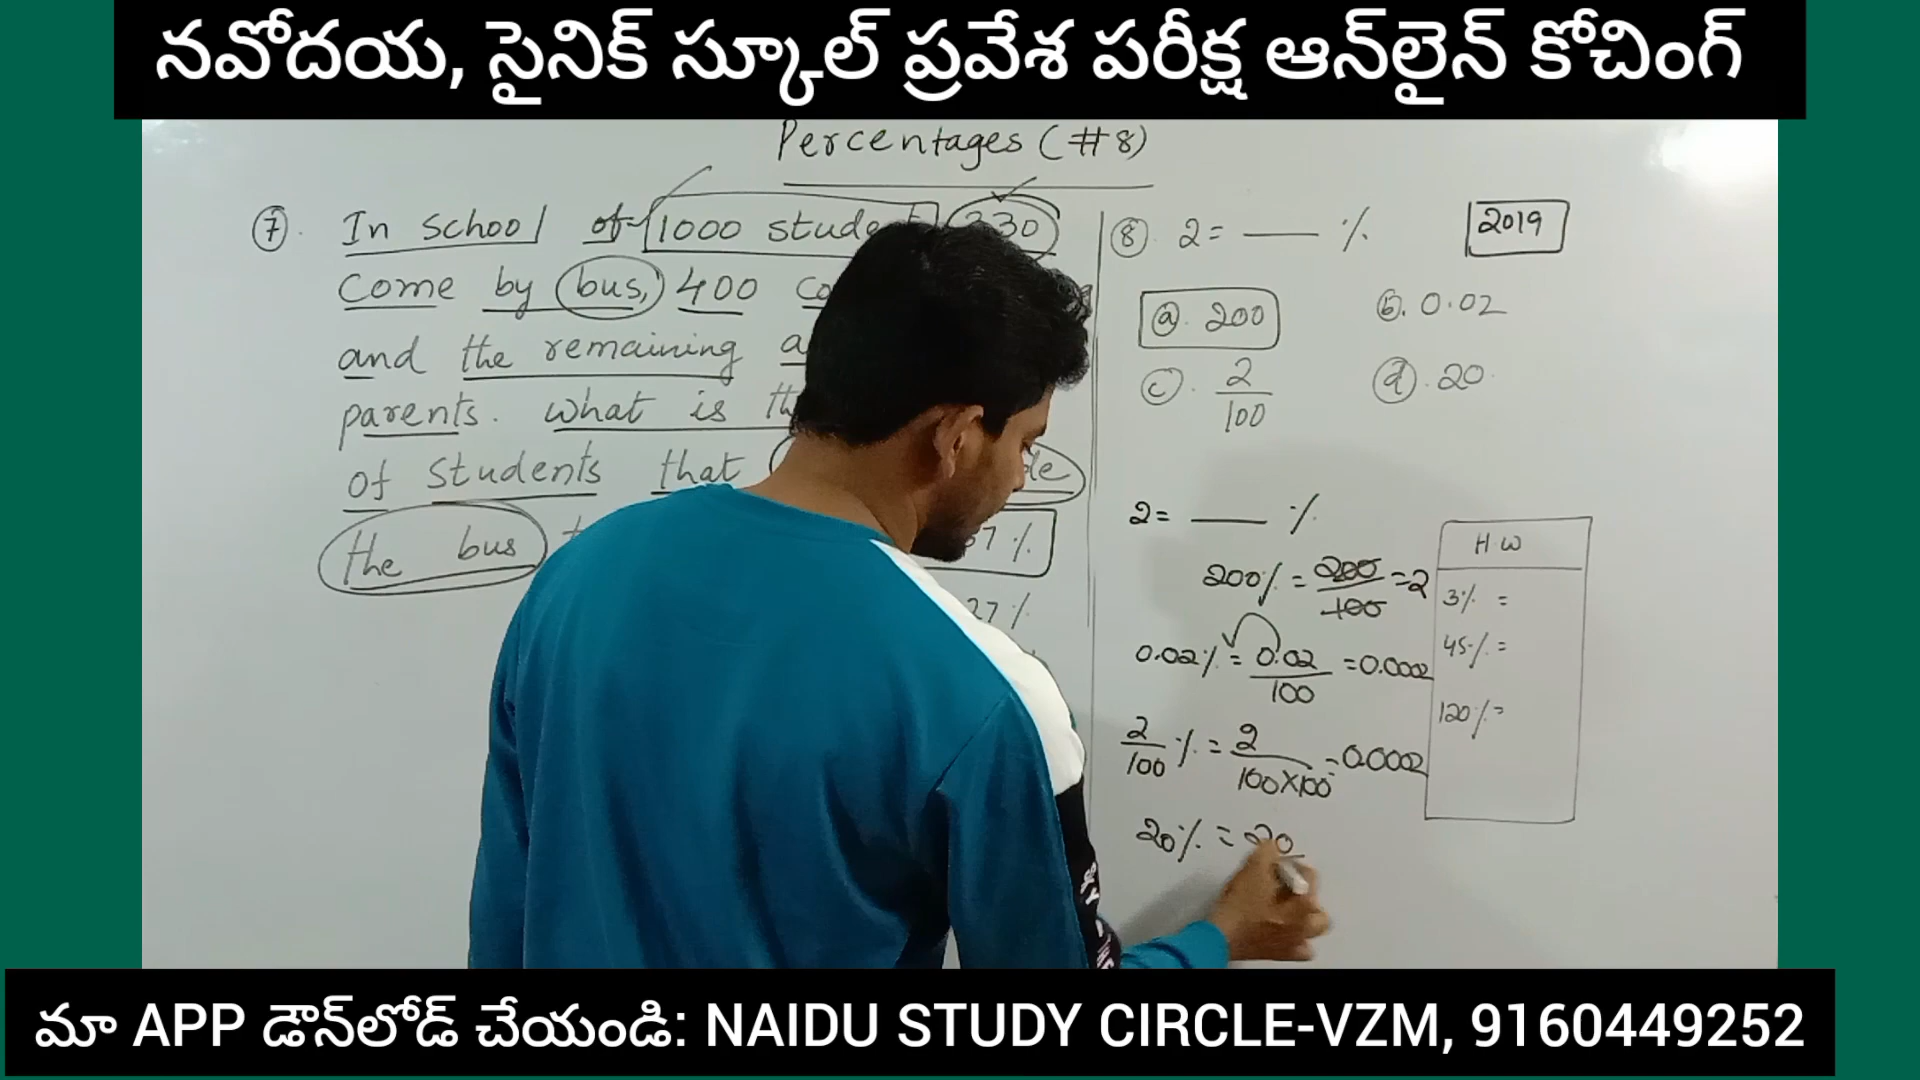 నవోదయ, సైనిక్ స్కూల్ ప్రవేశ పరీక్ష ఆన్‌లైన్ కోచింగ్
Percentages (#8)
7. In school of 1000 330
Come by bus, 400
and the remaining
parents. what is
of students that
the bus
37%
27%
8. 2 = ___ %
2019
a. 200
b. 0.02
c. 2/100
d. 20
2 = ___ %
200% = 200/100 = 2
0.02% = 0.02/100 = 0.0002
2/100 % = 2/100×100 = 0.0002
20% = 20
H.W
3% =
45% =
120% =
మా APP డౌన్‌లోడ్ చేయండి: NAIDU STUDY CIRCLE-VZM, 9160449252